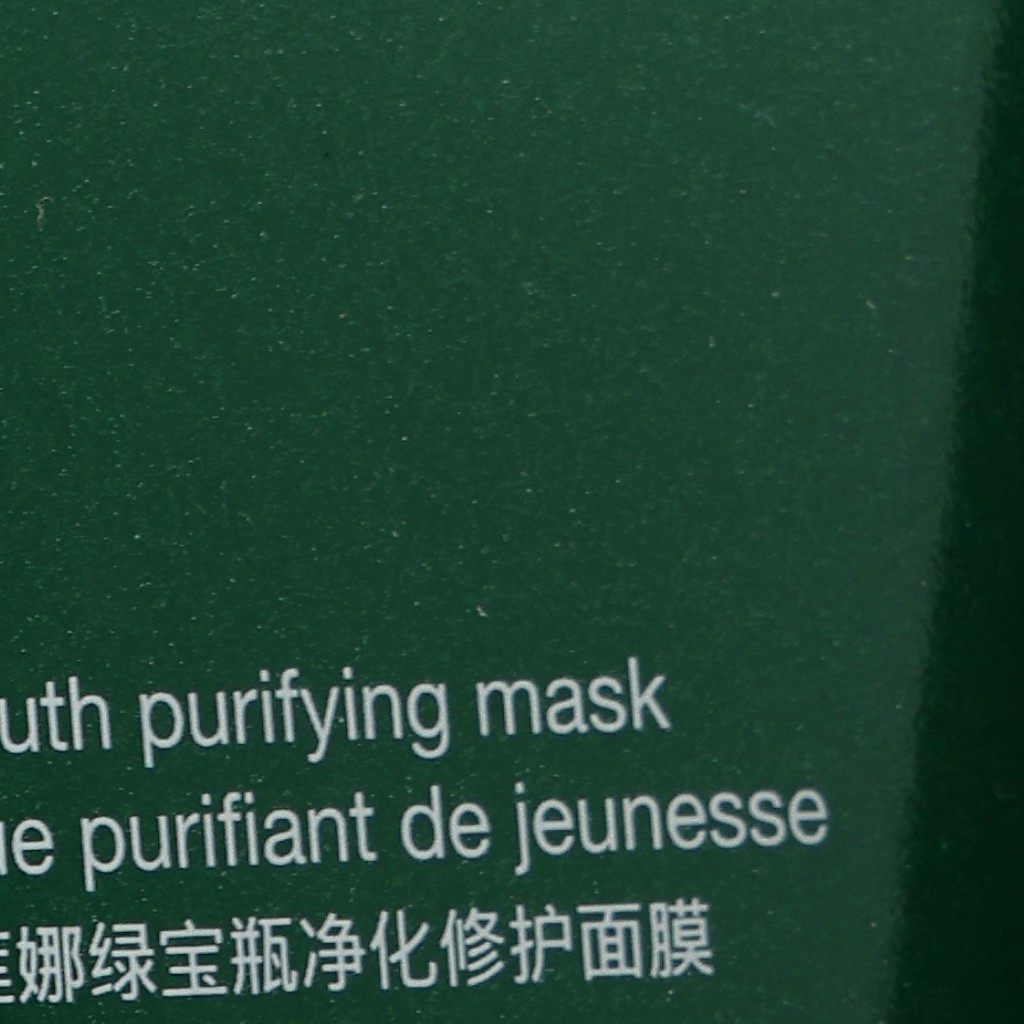 uth purifying mask
ue purifiant de jeunesse
娜绿宝瓶净化修护面膜